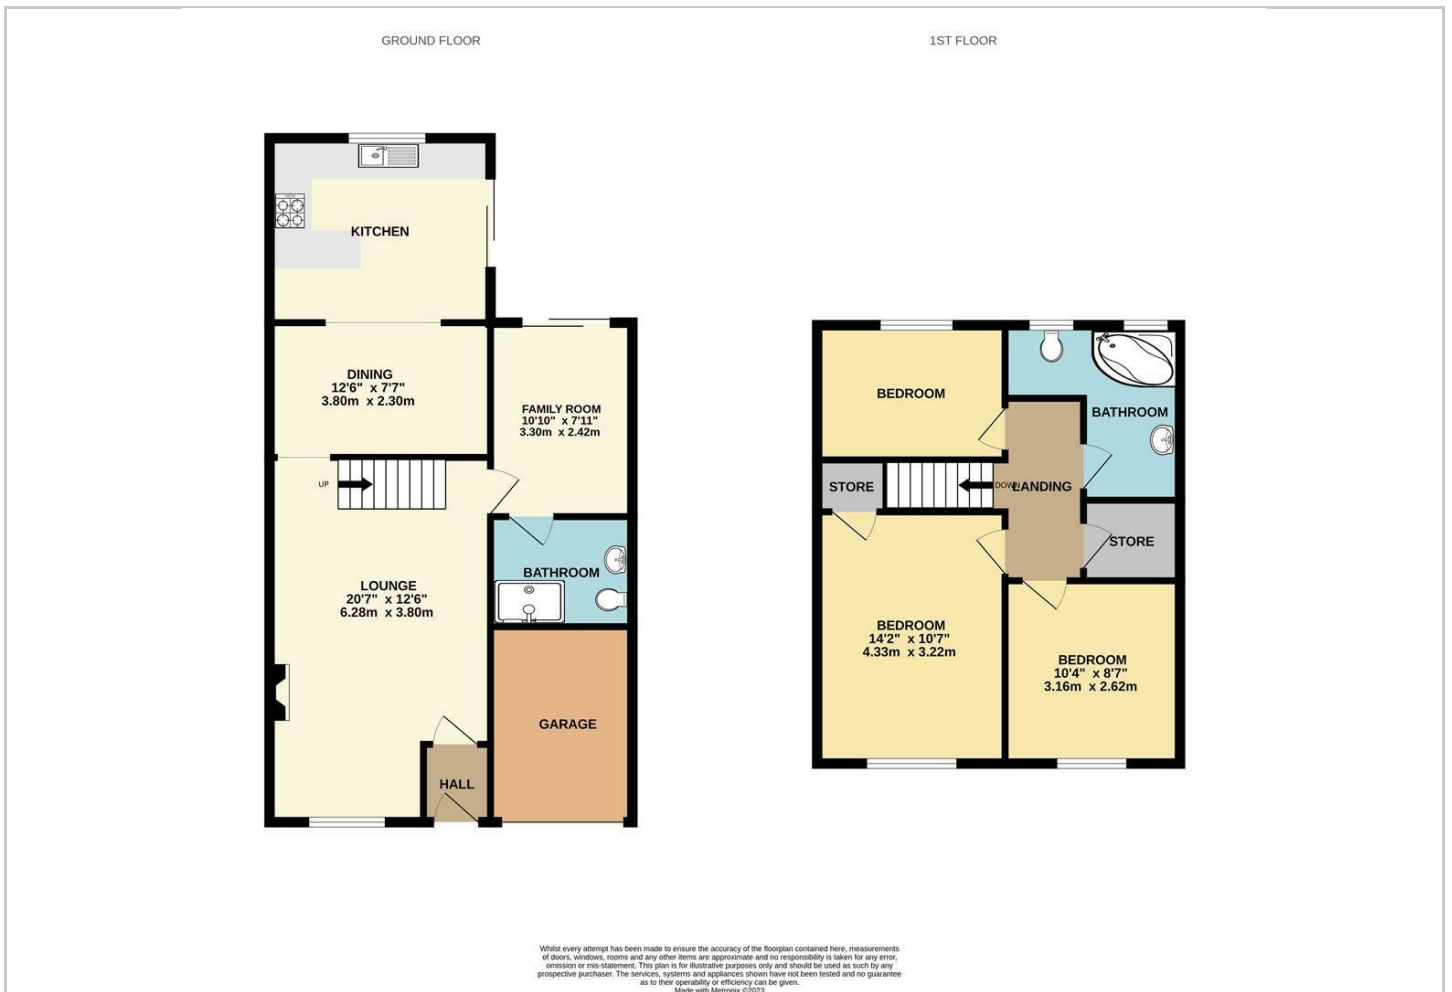 GROUND FLOOR
1ST FLOOR
KITCHEN
DINING
12'6" x 7'7"
3.80m x 2.30m
FAMILY ROOM
10'10" x 7'11"
3.30m x 2.42m
UP
LOUNGE
20'7" x 12'6"
6.28m x 3.80m
BATHROOM
GARAGE
HALL
BEDROOM
BATHROOM
STORE
DOWN
LANDING
STORE
BEDROOM
14'2" x 10'7"
4.33m x 3.22m
BEDROOM
10'4" x 8'7"
3.16m x 2.62m
Whilst every attempt has been made to ensure the accuracy of the floorplan contained here, measurements
of doors, windows, rooms and any other items are approximate and no responsibility is taken for any error,
omission or mis-statement. This plan is for illustrative purposes only and should be used as such by any
prospective purchaser. The services, systems and appliances shown have not been tested and no guarantee
as to their operability or efficiency can be given.
Made with Metropix ©2023